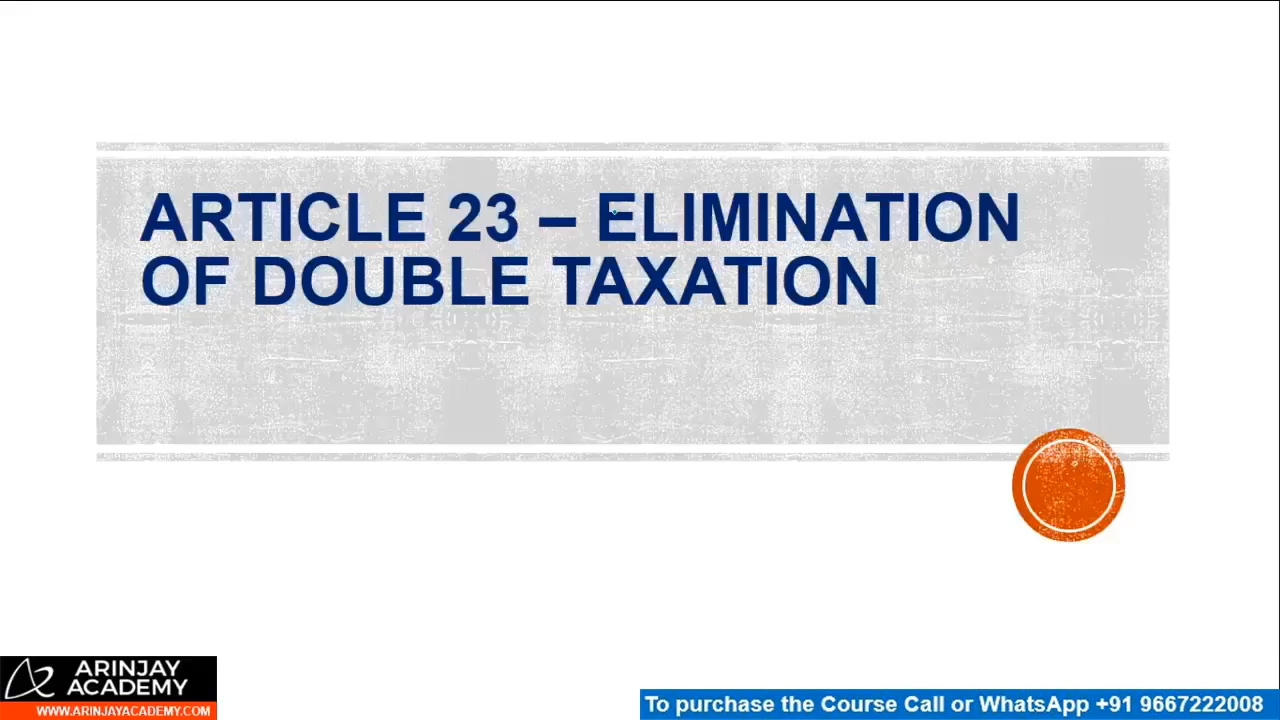 ARTICLE 23 – ELIMINATION
OF DOUBLE TAXATION
ARINJAY
ACADEMY
WWW.ARINJAYACADEMY.COM
To purchase the Course Call or WhatsApp +91 9667222008